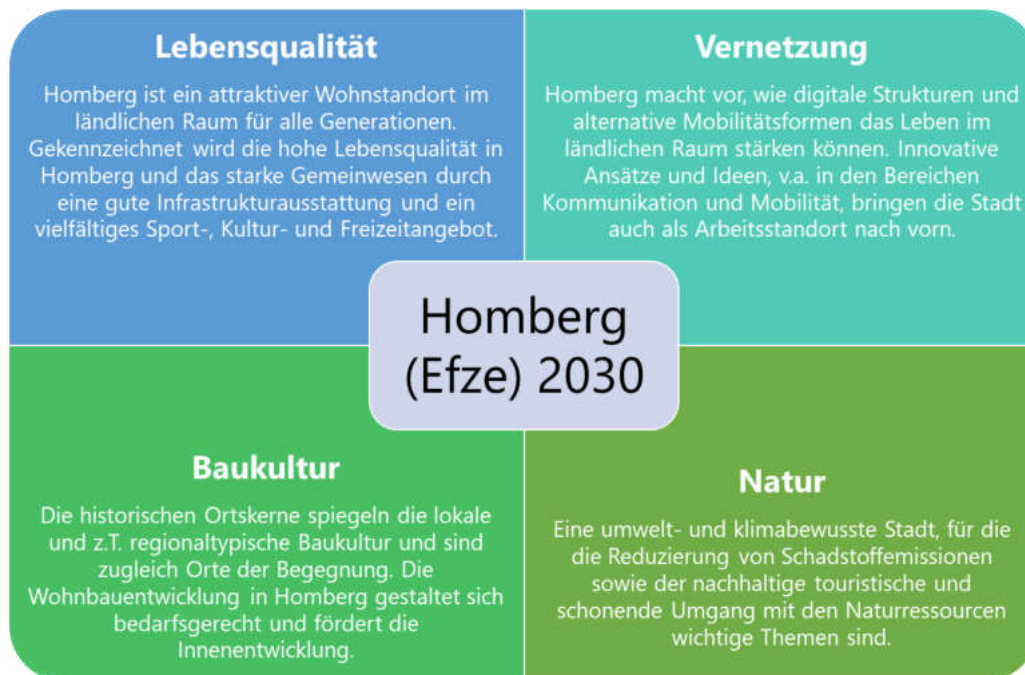 Lebensqualität
Homberg ist ein attraktiver Wohnstandort im
ländlichen Raum für alle Generationen.
Gekennzeichnet wird die hohe Lebensqualität in
Homberg und das starke Gemeinwesen durch
eine gute Infrastrukturausstattung und ein
vielfältiges Sport-, Kultur- und Freizeitangebot.
Vernetzung
Homberg macht vor, wie digitale Strukturen und
alternative Mobilitätsformen das Leben im
ländlichen Raum stärken können. Innovative
Ansätze und Ideen, v.a. in den Bereichen
Kommunikation und Mobilität, bringen die Stadt
auch als Arbeitsstandort nach vorn.
Homberg
(Efze) 2030
Baukultur
Die historischen Ortskerne spiegeln die lokale
und z.T. regionaltypische Baukultur und sind
zugleich Orte der Begegnung. Die
Wohnbauentwicklung in Homberg gestaltet sich
bedarfsgerecht und fördert die
Innenentwicklung.
Natur
Eine umwelt- und klimabewusste Stadt, für die
die Reduzierung von Schadstoffemissionen
sowie der nachhaltige touristische und
schonende Umgang mit den Naturressourcen
wichtige Themen sind.